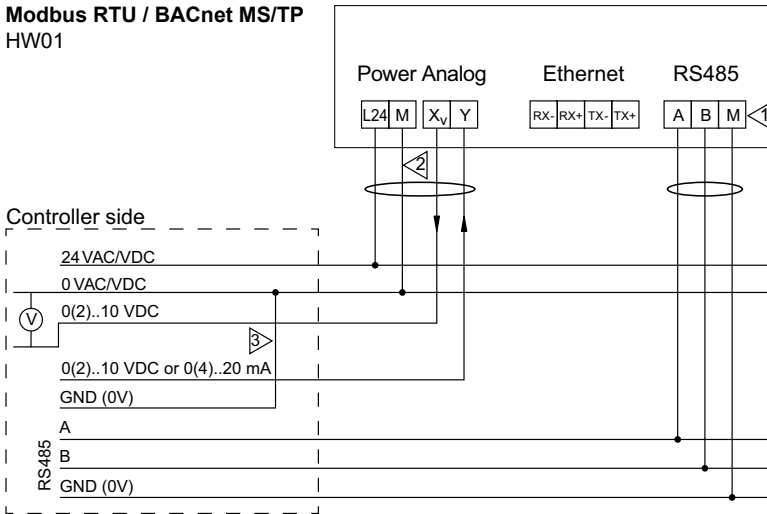 Modbus RTU / BACnet MS/TP
HW01
Power Analog Ethernet RS485
L24 M Xv Y RX- RX+ TX- TX+ A B M 1
2
Controller side
24 VAC/VDC
0 VAC/VDC
V 0(2)..10 VDC
3
0(2)..10 VDC or 0(4)..20 mA
GND (0V)
A
RS485
B
GND (0V)